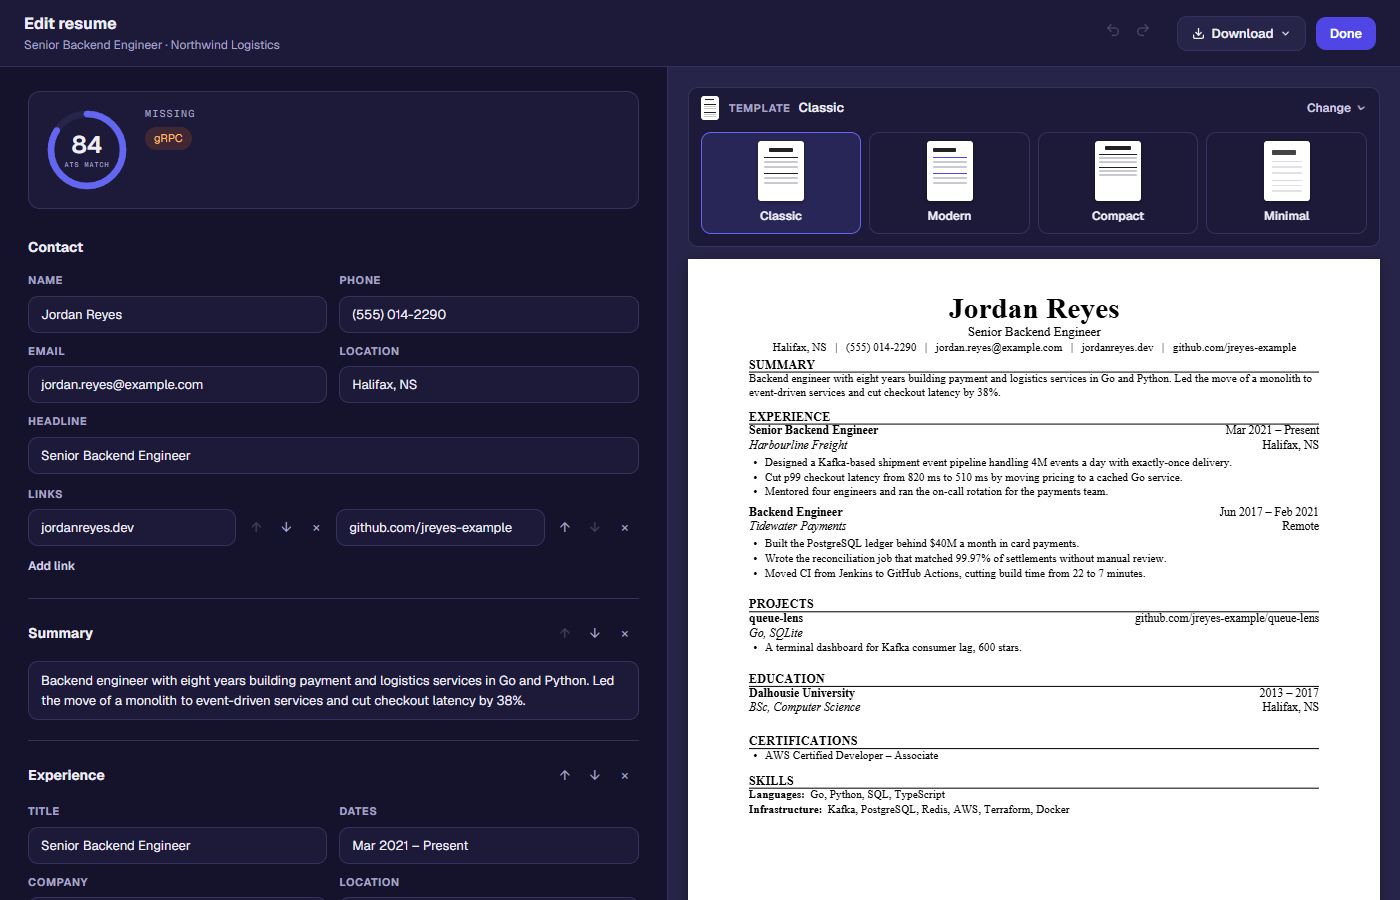 Edit resume
Senior Backend Engineer · Northwind Logistics
Download
Done
84
ATS MATCH
MISSING
gRPC
Contact
NAME
PHONE
Jordan Reyes
(555) 014-2290
EMAIL
LOCATION
jordan.reyes@example.com
Halifax, NS
HEADLINE
Senior Backend Engineer
LINKS
jordanreyes.dev
github.com/jreyes-example
Add link
Summary
Backend engineer with eight years building payment and logistics services in Go and Python. Led
the move of a monolith to event-driven services and cut checkout latency by 38%.
Experience
TITLE
DATES
Senior Backend Engineer
Mar 2021 – Present
COMPANY
LOCATION
TEMPLATE Classic
Change
Classic
Modern
Compact
Minimal
Jordan Reyes
Senior Backend Engineer
Halifax, NS | (555) 014-2290 | jordan.reyes@example.com | jordanreyes.dev | github.com/jreyes-example
SUMMARY
Backend engineer with eight years building payment and logistics services in Go and Python. Led the move of a monolith to
event-driven services and cut checkout latency by 38%.
EXPERIENCE
Senior Backend Engineer Mar 2021 – Present
Harbourline Freight Halifax, NS
• Designed a Kafka-based shipment event pipeline handling 4M events a day with exactly-once delivery.
• Cut p99 checkout latency from 820 ms to 510 ms by moving pricing to a cached Go service.
• Mentored four engineers and ran the on-call rotation for the payments team.
Backend Engineer Jun 2017 – Feb 2021
Tidewater Payments Remote
• Built the PostgreSQL ledger behind $40M a month in card payments.
• Wrote the reconciliation job that matched 99.97% of settlements without manual review.
• Moved CI from Jenkins to GitHub Actions, cutting build time from 22 to 7 minutes.
PROJECTS
queue-lens github.com/jreyes-example/queue-lens
Go, SQLite
• A terminal dashboard for Kafka consumer lag, 600 stars.
EDUCATION
Dalhousie University 2013 – 2017
BSc, Computer Science Halifax, NS
CERTIFICATIONS
• AWS Certified Developer – Associate
SKILLS
Languages: Go, Python, SQL, TypeScript
Infrastructure: Kafka, PostgreSQL, Redis, AWS, Terraform, Docker